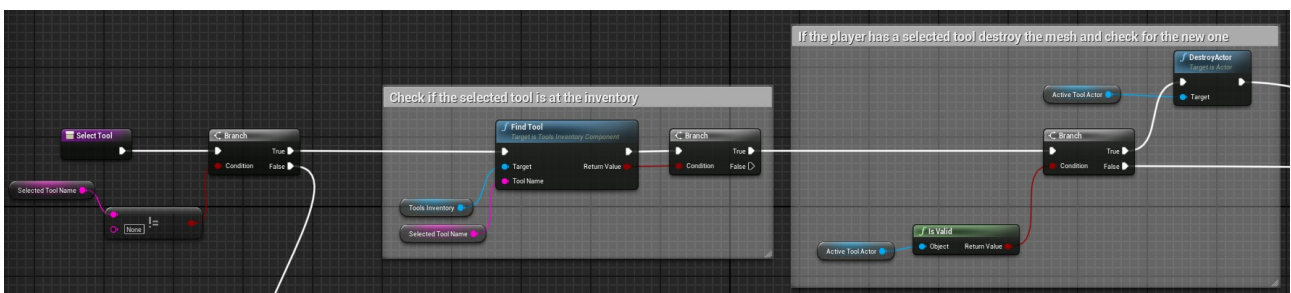 If the player has a selected tool destroy the mesh and check for the new one
DestroyActor
Target is Actor
Active Tool Actor
Target
Check if the selected tool is at the inventory
Select Tool
Branch
True
Condition
False
Find Tool
Target is Tools Inventory Component
Target
Return Value
Tool Name
Branch
True
Condition
False
Branch
True
Condition
False
Selected Tool Name
None
!=
Tools Inventory
Selected Tool Name
Is Valid
Object
Return Value
Active Tool Actor